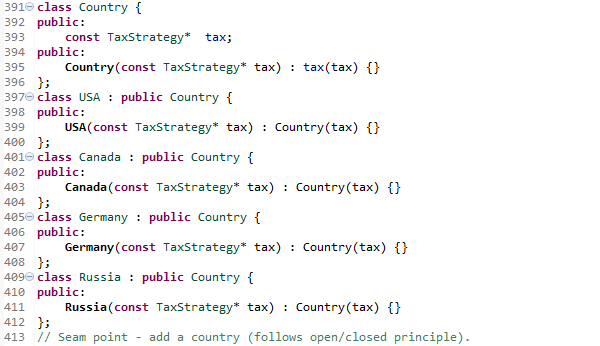 391 class Country {
392 public:
393     const TaxStrategy*  tax;
394 public:
395     Country(const TaxStrategy* tax) : tax(tax) {}
396 };
397 class USA : public Country {
398 public:
399     USA(const TaxStrategy* tax) : Country(tax) {}
400 };
401 class Canada : public Country {
402 public:
403     Canada(const TaxStrategy* tax) : Country(tax) {}
404 };
405 class Germany : public Country {
406 public:
407     Germany(const TaxStrategy* tax) : Country(tax) {}
408 };
409 class Russia : public Country {
410 public:
411     Russia(const TaxStrategy* tax) : Country(tax) {}
412 };
413 // Seam point - add a country (follows open/closed principle).